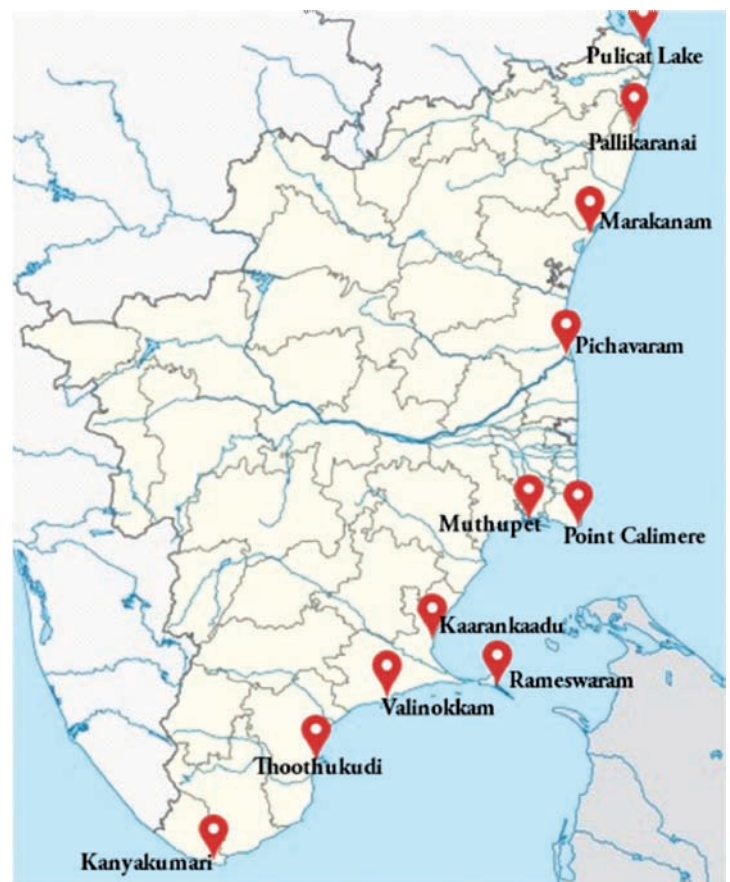 Pulicat Lake
Pallikaranai
Marakanam
Pichavaram
Muthupet
Point Calimere
Kaarankaadu
Rameswaram
Valinokkam
Thoothukudi
Kanyakumari